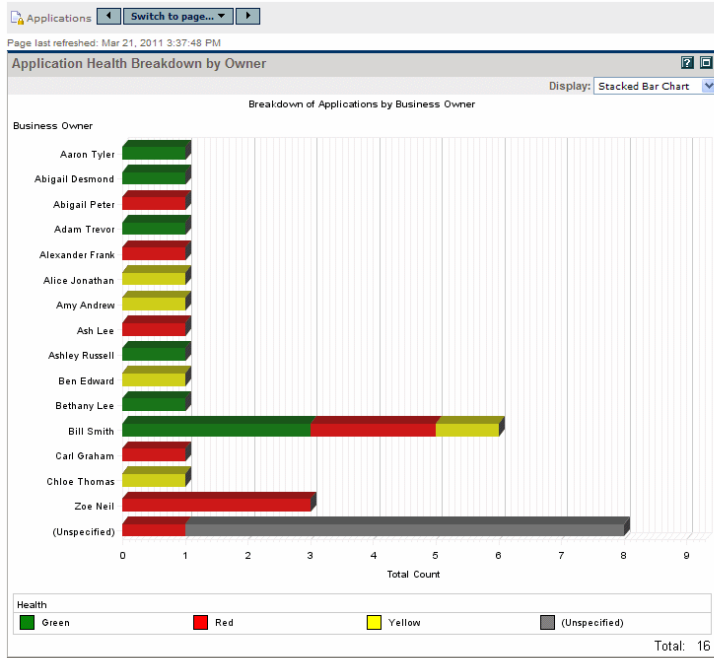 Applications Switch to page...
Page last refreshed: Mar 21, 2011 3:37:48 PM
Application Health Breakdown by Owner ?
Display: Stacked Bar Chart
Breakdown of Applications by Business Owner
Business Owner
Aaron Tyler
Abigail Desmond
Abigail Peter
Adam Trevor
Alexander Frank
Alice Jonathan
Amy Andrew
Ash Lee
Ashley Russell
Ben Edward
Bethany Lee
Bill Smith
Carl Graham
Chloe Thomas
Zoe Neil
(Unspecified)
0 1 2 3 4 5 6 7 8 9
Total Count
Health
Green Red Yellow (Unspecified)
Total: 16